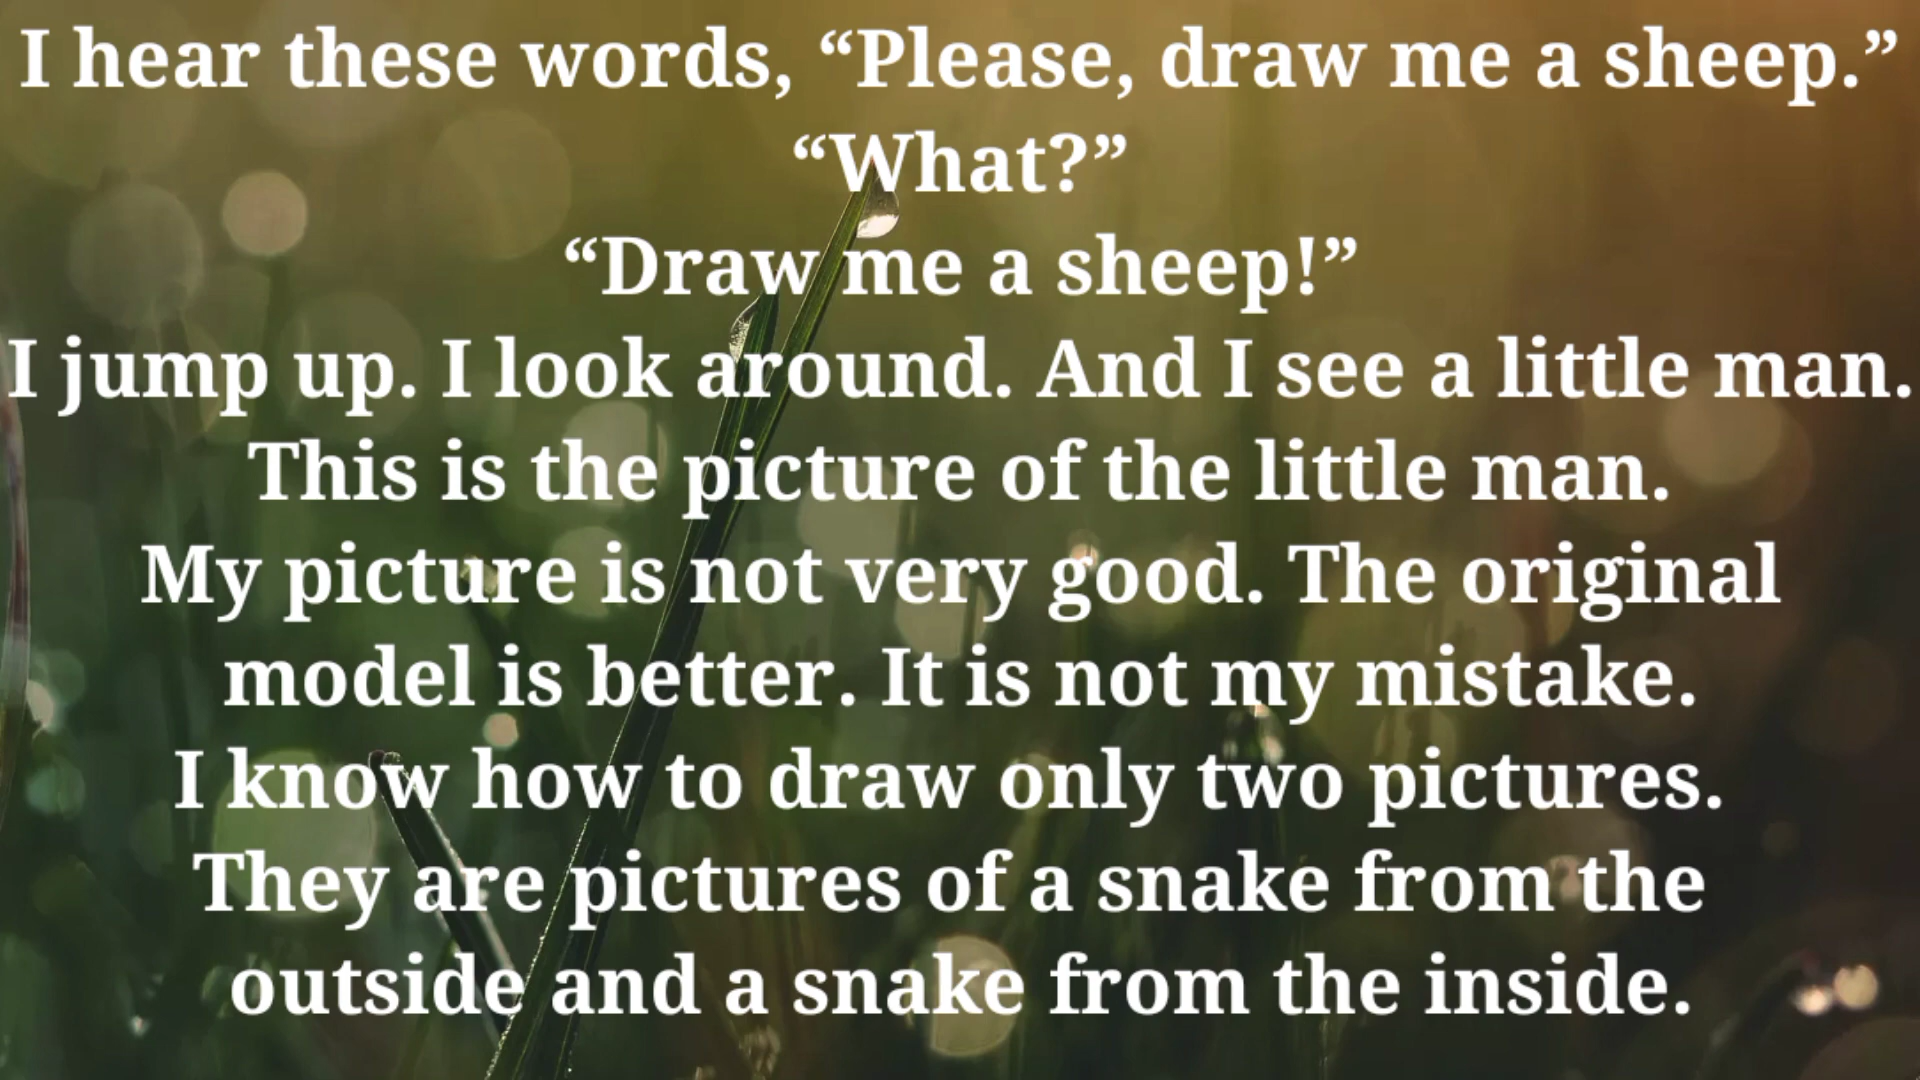 I hear these words, “Please, draw me a sheep.”
“What?”
“Draw me a sheep!”
I jump up. I look around. And I see a little man.
This is the picture of the little man.
My picture is not very good. The original
model is better. It is not my mistake.
I know how to draw only two pictures.
They are pictures of a snake from the
outside and a snake from the inside.